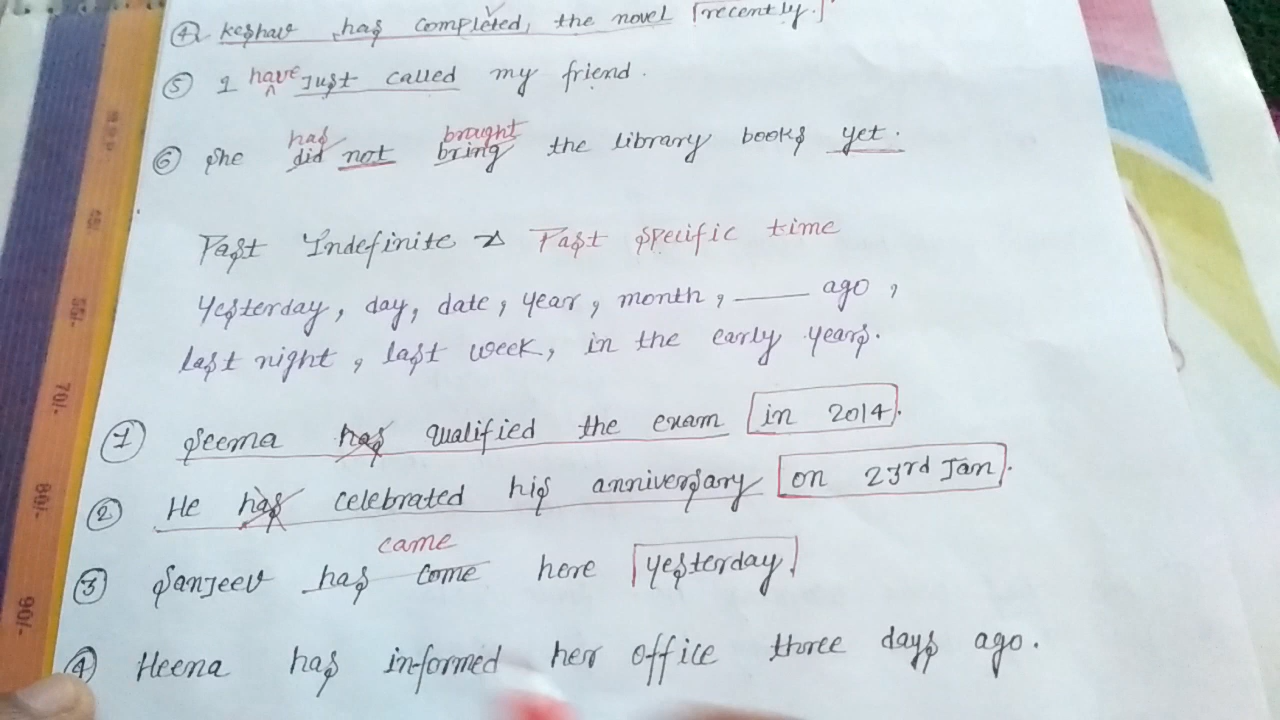 4 Keshav has completed, the novel recently.
5 I have Just called my friend.
has brought
6 She did not bring the library books yet.
Past Indefinite → Past specific time
Yesterday, day, date, year, month, ___ ago,
last night, last week, in the early years.
1 Seema has qualified the exam in 2014.
2 He has celebrated his anniversary on 23rd Jan.
came
3 Sanjeev has come here yesterday.
4 Heena has informed her office three days ago.
70/-
80/-
90/-